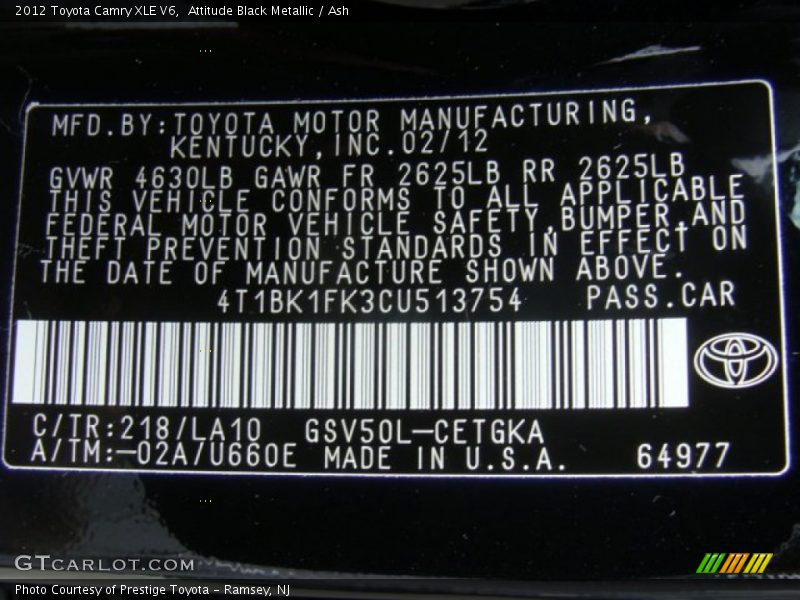 2012 Toyota Camry XLE V6,  Attitude Black Metallic / Ash
MFD.BY:TOYOTA MOTOR MANUFACTURING,
KENTUCKY,INC.02/12
GVWR 4630LB GAWR FR 2625LB RR 2625LB
THIS VEHICLE CONFORMS TO ALL APPLICABLE
FEDERAL MOTOR VEHICLE SAFETY,BUMPER,AND
THEFT PREVENTION STANDARDS IN EFFECT ON
THE DATE OF MANUFACTURE SHOWN ABOVE.
4T1BK1FK3CU513754 PASS.CAR
C/TR:218/LA10 GSV50L-CETGKA
A/TM:-02A/U660E MADE IN U.S.A. 64977
GTCARLOT.COM
Photo Courtesy of Prestige Toyota - Ramsey, NJ